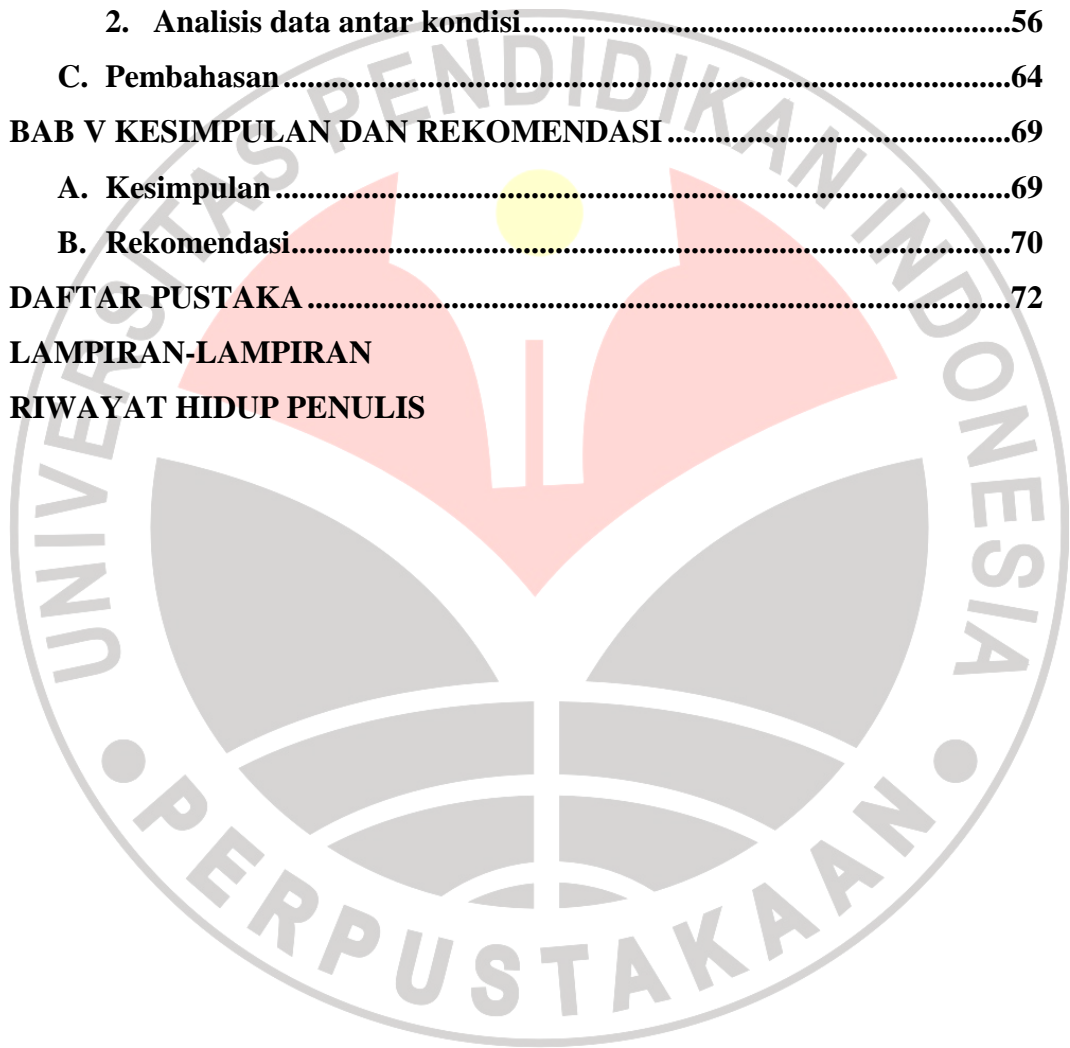 2. Analisis data antar kondisi..........................................................................56
C. Pembahasan..........................................................................64
BAB V KESIMPULAN DAN REKOMENDASI..........................................................................69
A. Kesimpulan..........................................................................69
B. Rekomendasi..........................................................................70
DAFTAR PUSTAKA..........................................................................72
LAMPIRAN-LAMPIRAN
RIWAYAT HIDUP PENULIS
UNIVERSITAS PENDIDIKAN INDONESIA
PERPUSTAKAAN